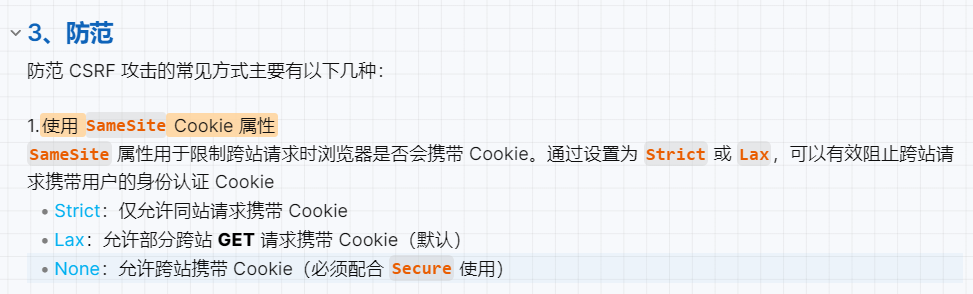 3、防范
防范 CSRF 攻击的常见方式主要有以下几种：
1.使用 SameSite Cookie 属性
SameSite 属性用于限制跨站请求时浏览器是否会携带 Cookie。通过设置为 Strict 或 Lax，可以有效阻止跨站请
求携带用户的身份认证 Cookie
• Strict：仅允许同站请求携带 Cookie
• Lax：允许部分跨站 GET 请求携带 Cookie（默认）
• None：允许跨站携带 Cookie（必须配合 Secure 使用）